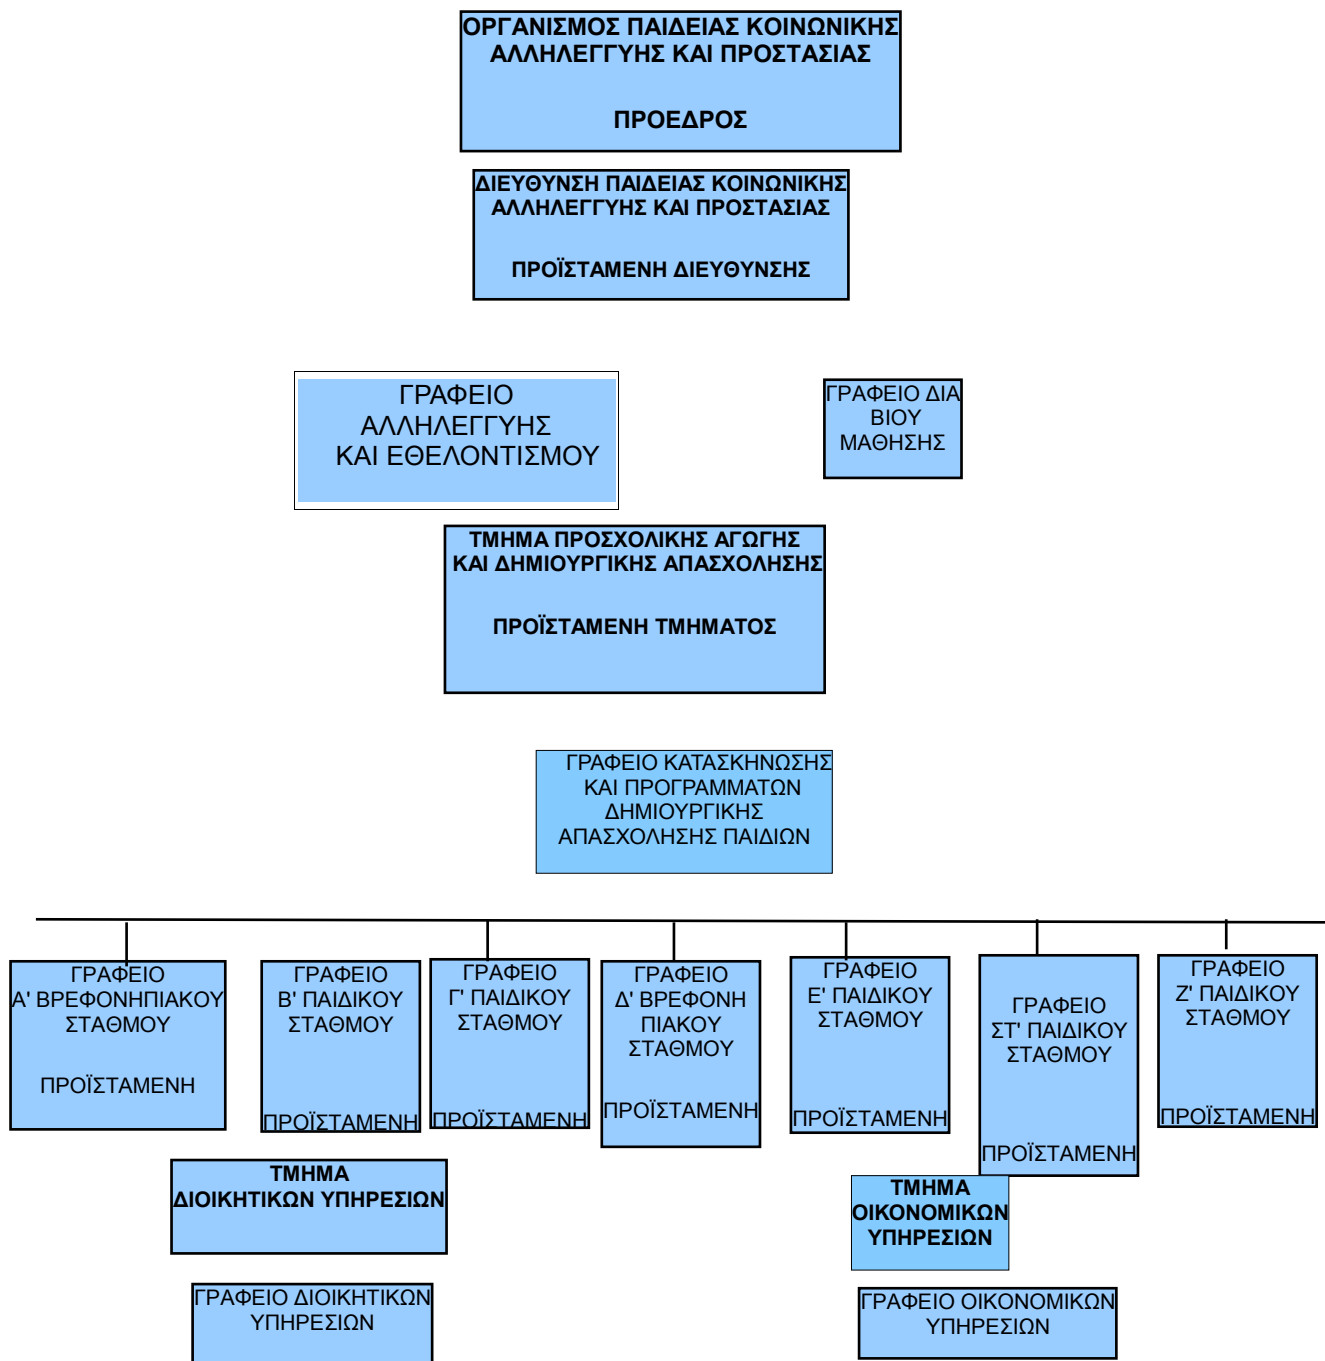 ΟΡΓΑΝΙΣΜΟΣ ΠΑΙΔΕΙΑΣ ΚΟΙΝΩΝΙΚΗΣ
ΑΛΛΗΛΕΓΓΥΗΣ ΚΑΙ ΠΡΟΣΤΑΣΙΑΣ
ΠΡΟΕΔΡΟΣ
ΔΙΕΥΘΥΝΣΗ ΠΑΙΔΕΙΑΣ ΚΟΙΝΩΝΙΚΗΣ
ΑΛΛΗΛΕΓΓΥΗΣ ΚΑΙ ΠΡΟΣΤΑΣΙΑΣ
ΠΡΟΪΣΤΑΜΕΝΗ ΔΙΕΥΘΥΝΣΗΣ
ΓΡΑΦΕΙΟ
ΑΛΛΗΛΕΓΓΥΗΣ
ΚΑΙ ΕΘΕΛΟΝΤΙΣΜΟΥ
ΓΡΑΦΕΙΟ ΔΙΑ
ΒΙΟΥ
ΜΑΘΗΣΗΣ
ΤΜΗΜΑ ΠΡΟΣΧΟΛΙΚΗΣ ΑΓΩΓΗΣ
ΚΑΙ ΔΗΜΙΟΥΡΓΙΚΗΣ ΑΠΑΣΧΟΛΗΣΗΣ
ΠΡΟΪΣΤΑΜΕΝΗ ΤΜΗΜΑΤΟΣ
ΓΡΑΦΕΙΟ ΚΑΤΑΣΚΗΝΩΣΗΣ
ΚΑΙ ΠΡΟΓΡΑΜΜΑΤΩΝ
ΔΗΜΙΟΥΡΓΙΚΗΣ
ΑΠΑΣΧΟΛΗΣΗΣ ΠΑΙΔΙΩΝ
ΓΡΑΦΕΙΟ
Α' ΒΡΕΦΟΝΗΠΙΑΚΟΥ
ΣΤΑΘΜΟΥ
ΠΡΟΪΣΤΑΜΕΝΗ
ΓΡΑΦΕΙΟ
Β' ΠΑΙΔΙΚΟΥ
ΣΤΑΘΜΟΥ
ΠΡΟΪΣΤΑΜΕΝΗ
ΓΡΑΦΕΙΟ
Γ' ΠΑΙΔΙΚΟΥ
ΣΤΑΘΜΟΥ
ΠΡΟΪΣΤΑΜΕΝΗ
ΓΡΑΦΕΙΟ
Δ' ΒΡΕΦΟΝΗ
ΠΙΑΚΟΥ
ΣΤΑΘΜΟΥ
ΠΡΟΪΣΤΑΜΕΝΗ
ΓΡΑΦΕΙΟ
Ε' ΠΑΙΔΙΚΟΥ
ΣΤΑΘΜΟΥ
ΠΡΟΪΣΤΑΜΕΝΗ
ΓΡΑΦΕΙΟ
ΣΤ' ΠΑΙΔΙΚΟΥ
ΣΤΑΘΜΟΥ
ΠΡΟΪΣΤΑΜΕΝΗ
ΓΡΑΦΕΙΟ
Ζ' ΠΑΙΔΙΚΟΥ
ΣΤΑΘΜΟΥ
ΠΡΟΪΣΤΑΜΕΝΗ
ΤΜΗΜΑ
ΔΙΟΙΚΗΤΙΚΩΝ ΥΠΗΡΕΣΙΩΝ
ΤΜΗΜΑ
ΟΙΚΟΝΟΜΙΚΩΝ
ΥΠΗΡΕΣΙΩΝ
ΓΡΑΦΕΙΟ ΔΙΟΙΚΗΤΙΚΩΝ
ΥΠΗΡΕΣΙΩΝ
ΓΡΑΦΕΙΟ ΟΙΚΟΝΟΜΙΚΩΝ
ΥΠΗΡΕΣΙΩΝ